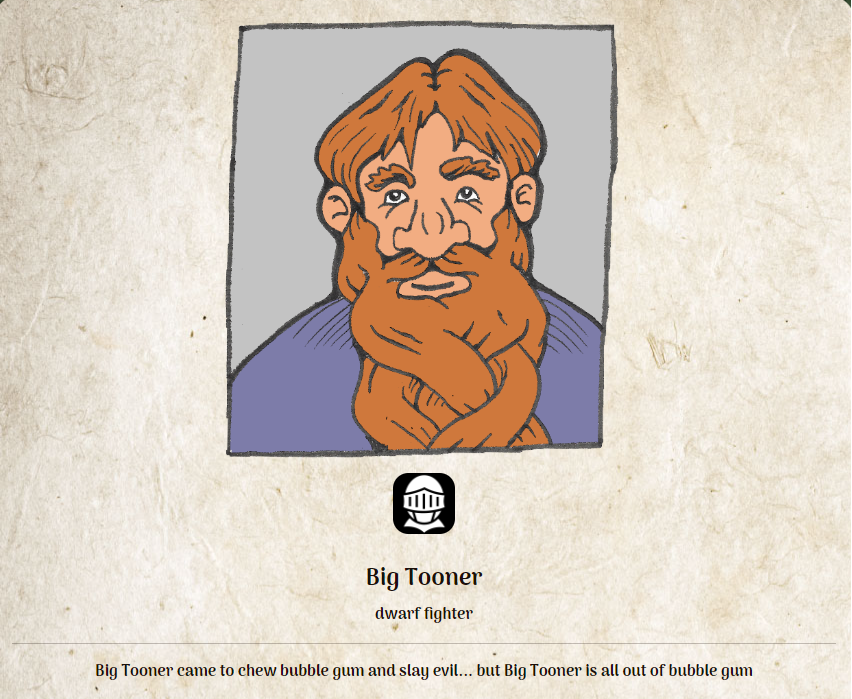 Big Tooner
dwarf fighter
Big Tooner came to chew bubble gum and slay evil... but Big Tooner is all out of bubble gum